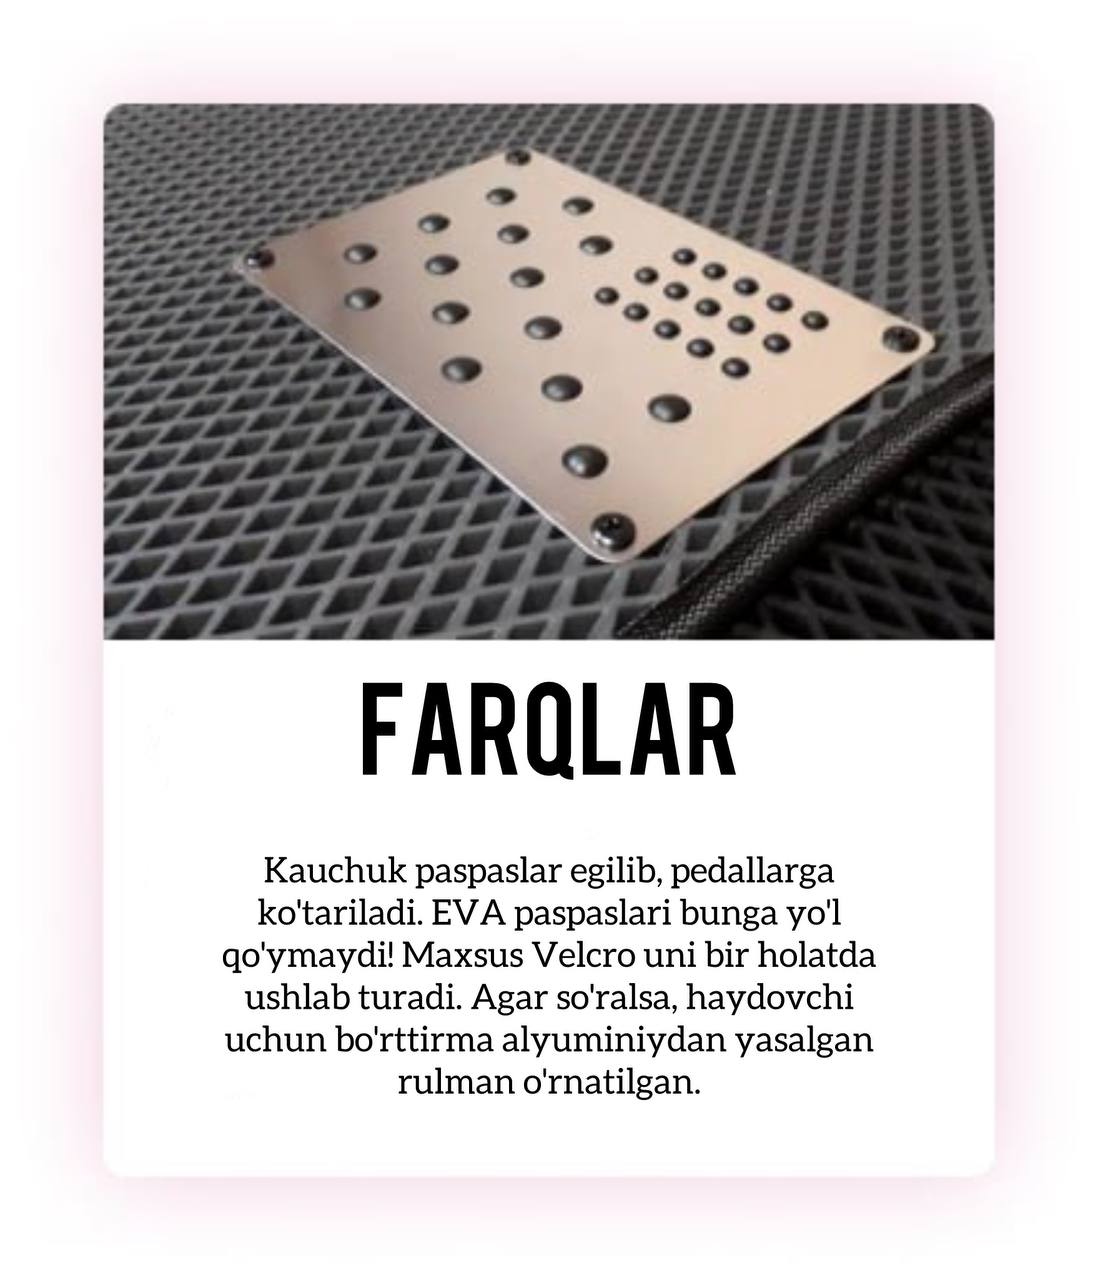 FARQLAR
Kauchuk paspaslar egilib, pedallarga
ko'tariladi. EVA paspaslari bunga yo'l
qo'ymaydi! Maxsus Velcro uni bir holatda
ushlab turadi. Agar so'ralsa, haydovchi
uchun bo'rttirma alyuminiydan yasalgan
rulman o'rnatilgan.